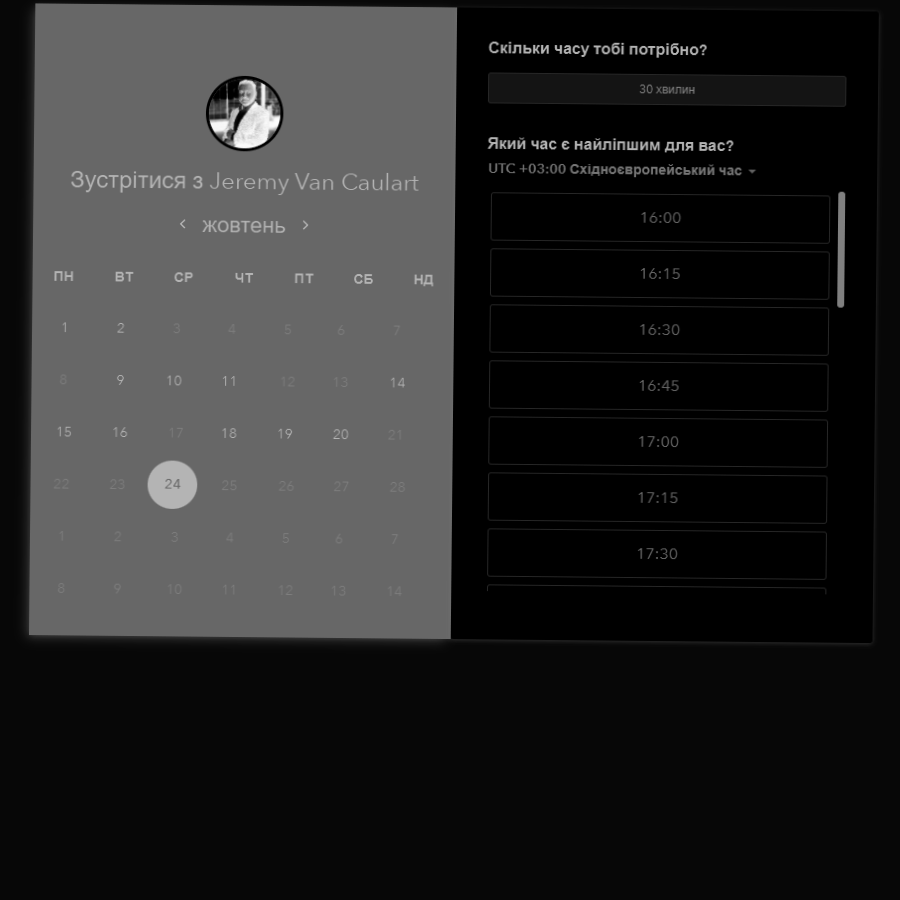 Зустрітися з Jeremy Van Caulart
жовтень
ПН ВТ СР ЧТ ПТ СБ НД
1 2 3 4 5 6 7
8 9 10 11 12 13 14
15 16 17 18 19 20 21
22 23 24 25 26 27 28
1 2 3 4 5 6 7
8 9 10 11 12 13 14
Скільки часу тобі потрібно?
30 хвилин
Який час є найліпшим для вас?
UTC +03:00 Східноєвропейський час
16:00
16:15
16:30
16:45
17:00
17:15
17:30